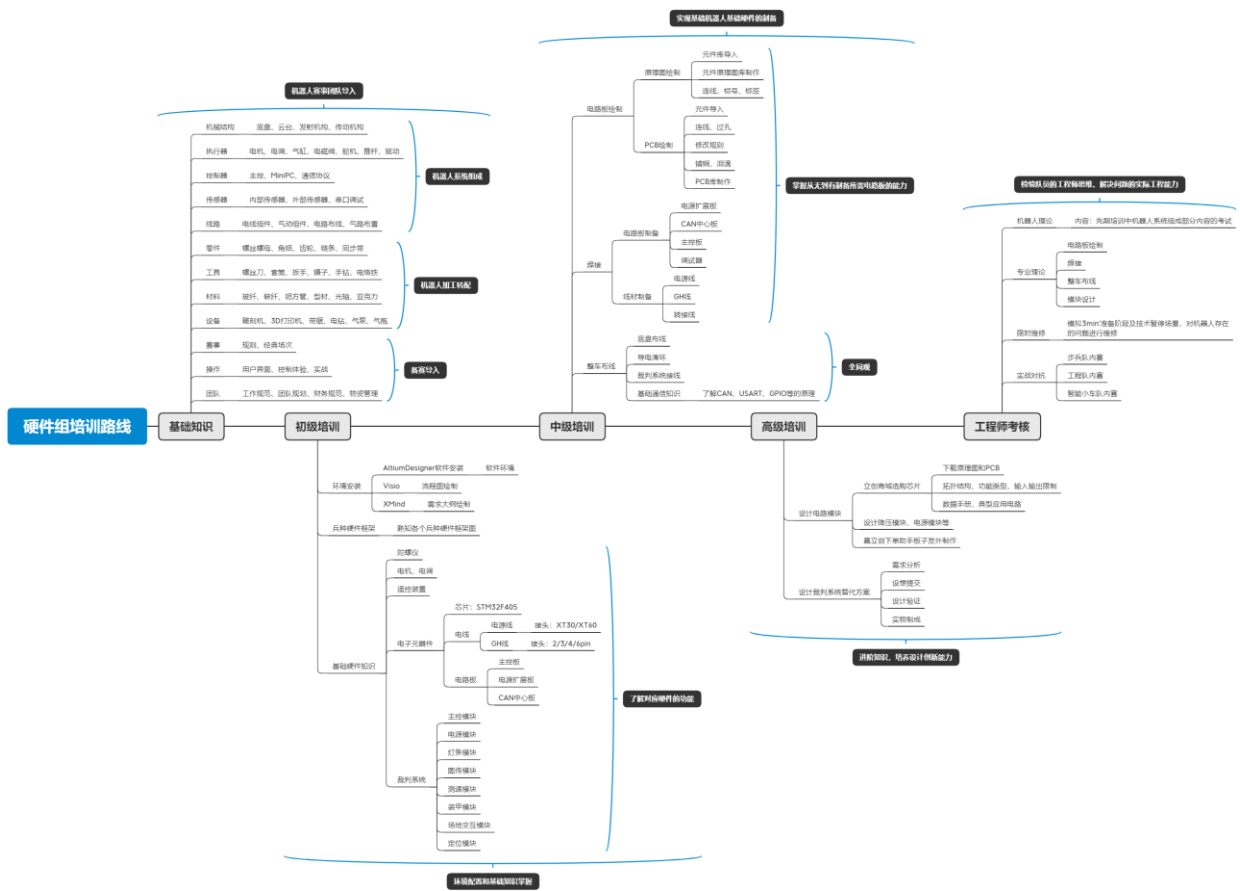 硬件组培训路线
基础知识
机器人赛事团队导入
机械结构
底盘、云台、发射机构、传动机构
执行器
电机、电调、气缸、电磁阀、舵机、推杆、驱动
控制器
主控、MiniPC、通信协议
传感器
内部传感器、外部传感器、串口调试
线路
电线组件、气动组件、电路布线、气路布置
机器人系统组成
零件
螺丝螺母、角铝、齿轮、链条、同步带
工具
螺丝刀、套筒、扳手、镊子、手钻、电烙铁
材料
玻纤、碳纤、铝方管、型材、光轴、亚克力
设备
雕刻机、3D打印机、带锯、电钻、气泵、气瓶
机器人加工装配
赛事
规则、经典场次
操作
用户界面、控制体验、实战
团队
工作规范、团队规划、财务规范、物资管理
备赛导入
初级培训
环境安装
AltiumDesigner软件安装
软件环境
Visio
流程图绘制
XMind
需求大纲绘制
兵种硬件框架
熟知各个兵种硬件框架图
基础硬件知识
陀螺仪
电机、电调
遥控装置
电子元器件
芯片：STM32F405
电线
电源线
接头：XT30/XT60
GH线
接头：2/3/4/6pin
电路板
主控板
电源扩展板
CAN中心板
裁判系统
主控模块
电源模块
灯条模块
图传模块
测速模块
装甲模块
场地交互模块
定位模块
了解对应硬件的功能
环境配置和基础知识掌握
中级培训
实现基础机器人基础硬件的制备
电路板绘制
原理图绘制
元件库导入
元件原理图库制作
连线、标号、标签
PCB绘制
元件导入
连线、过孔
修改规则
铺铜、泪滴
PCB库制作
焊接
电路板制备
电源扩展板
CAN中心板
主控板
调试器
线材制备
电源线
GH线
转接线
掌握从无到有制备所需电路板的能力
整车布线
底盘布线
导电滑环
裁判系统接线
基础通信知识
了解CAN、USART、GPIO等的原理
全局观
高级培训
设计电路模块
立创商城选购芯片
下载原理图和PCB
拓扑结构、功能类型、输入输出限制
数据手册、典型应用电路
设计降压模块、电源模块等
嘉立创下单助手板子发外制作
设计裁判系统替代方案
需求分析
设想提交
设计验证
实物制成
进阶知识，培养设计创新能力
工程师考核
检验队员的工程师思维、解决问题的实际工程能力
机器人理论
内容：先期培训中机器人系统组成部分内容的考试
专业理论
电路板绘制
焊接
整车布线
模块设计
限时维修
模拟3min准备阶段及技术暂停场景，对机器人存在
的问题进行维修
实战对抗
步兵队内赛
工程队内赛
智能小车队内赛